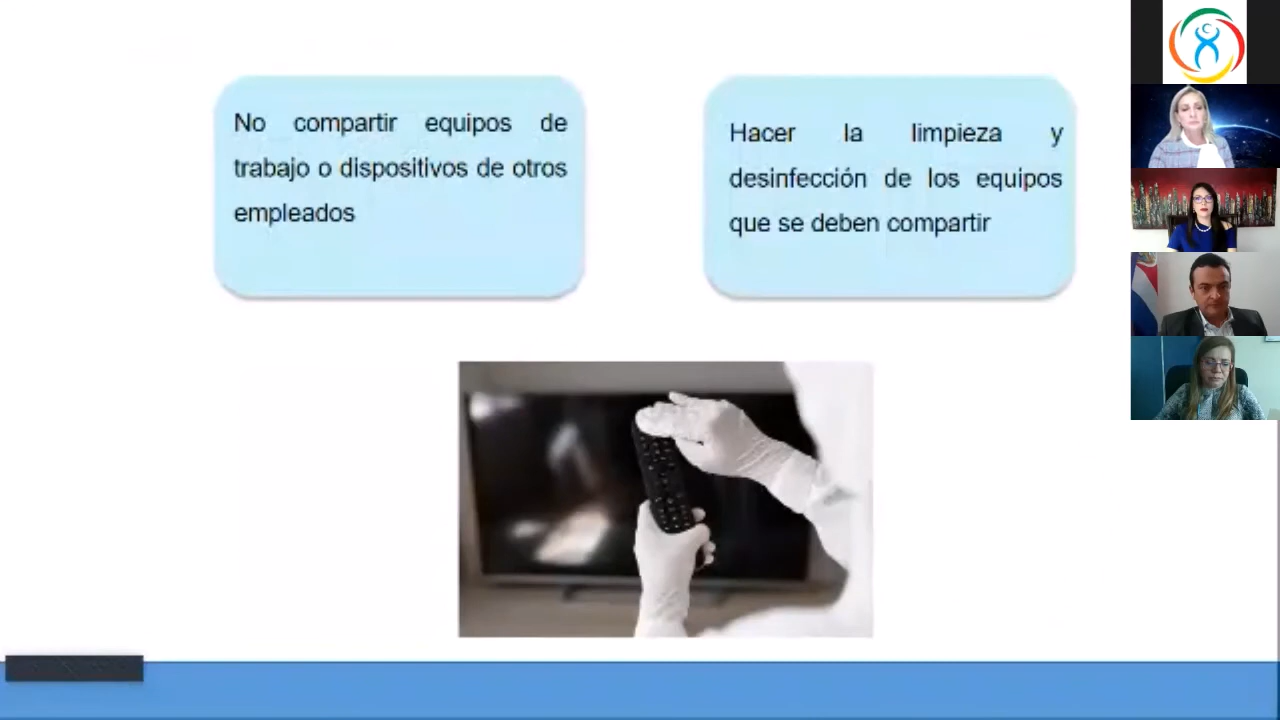 No compartir equipos de
trabajo o dispositivos de otros
empleados
Hacer la limpieza y
desinfección de los equipos
que se deben compartir